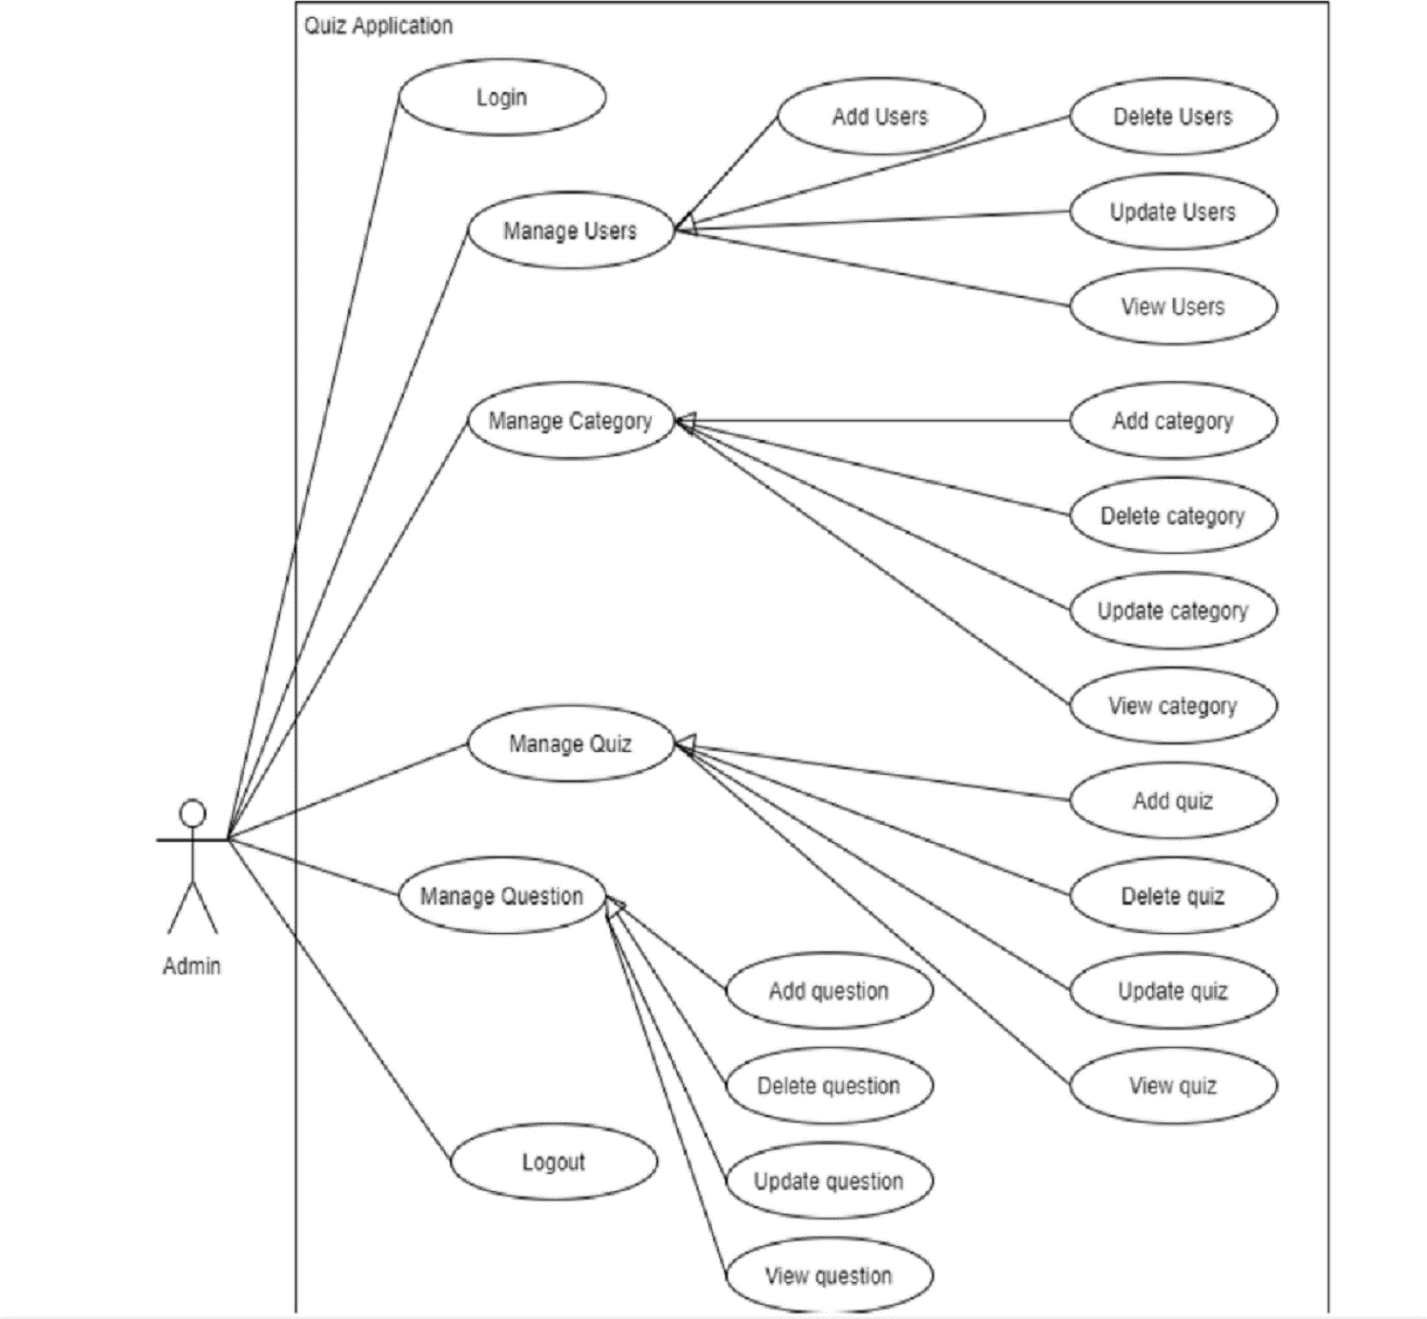 Quiz Application
Login
Add Users
Delete Users
Update Users
Manage Users
View Users
Manage Category
Add category
Delete category
Update category
View category
Manage Quiz
Add quiz
Delete quiz
Update quiz
View quiz
Manage Question
Add question
Delete question
Update question
View question
Admin
Logout